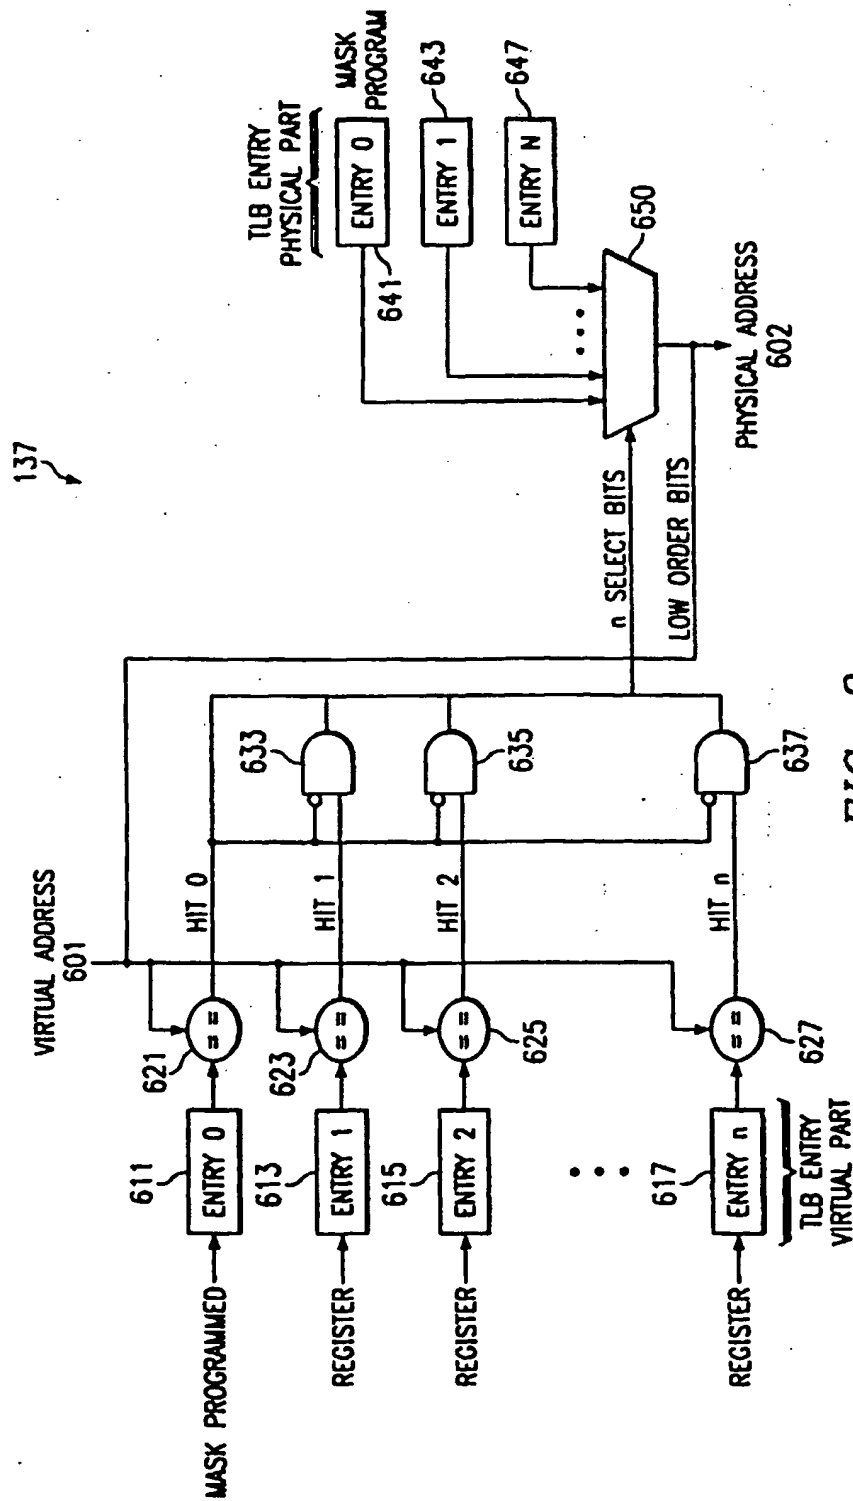 137
VIRTUAL ADDRESS
601
MASK PROGRAMMED
611
ENTRY 0
621
= =
HIT 0
REGISTER
613
ENTRY 1
623
= =
HIT 1
633
REGISTER
615
ENTRY 2
625
= =
HIT 2
635
REGISTER
617
ENTRY n
627
= =
HIT n
637
TLB ENTRY
VIRTUAL PART
n SELECT BITS
LOW ORDER BITS
TLB ENTRY
PHYSICAL PART
MASK
PROGRAM
ENTRY 0
641
ENTRY 1
643
ENTRY N
647
650
PHYSICAL ADDRESS
602